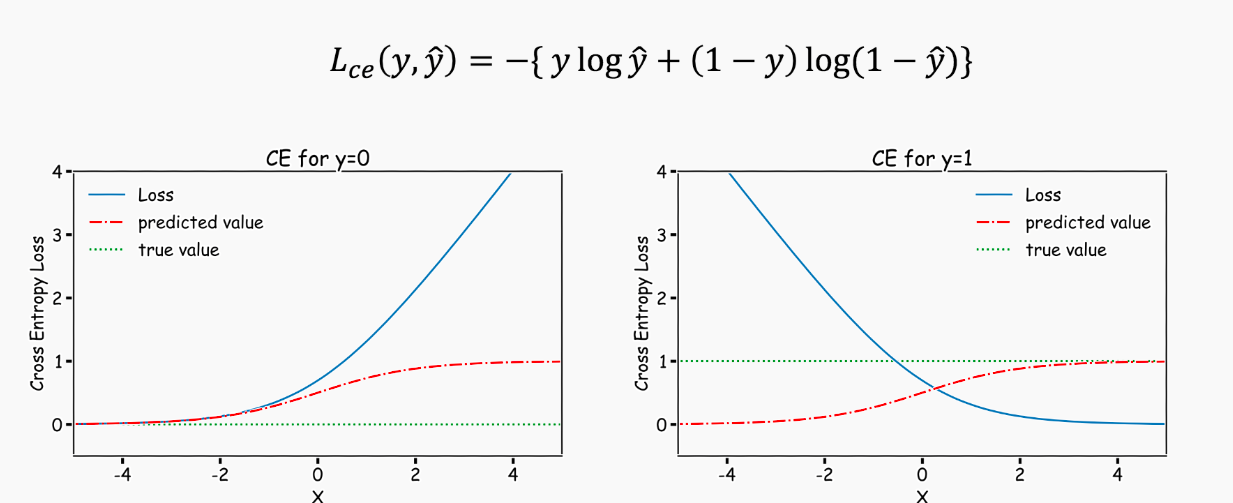 L_ce(y, ŷ) = −{ y log ŷ + (1 − y) log(1 − ŷ)}
CE for y=0
4
3
2
1
0
Cross Entropy Loss
Loss
predicted value
true value
-4 -2 0 2 4
X
CE for y=1
4
3
2
1
0
Cross Entropy Loss
Loss
predicted value
true value
-4 -2 0 2 4
X